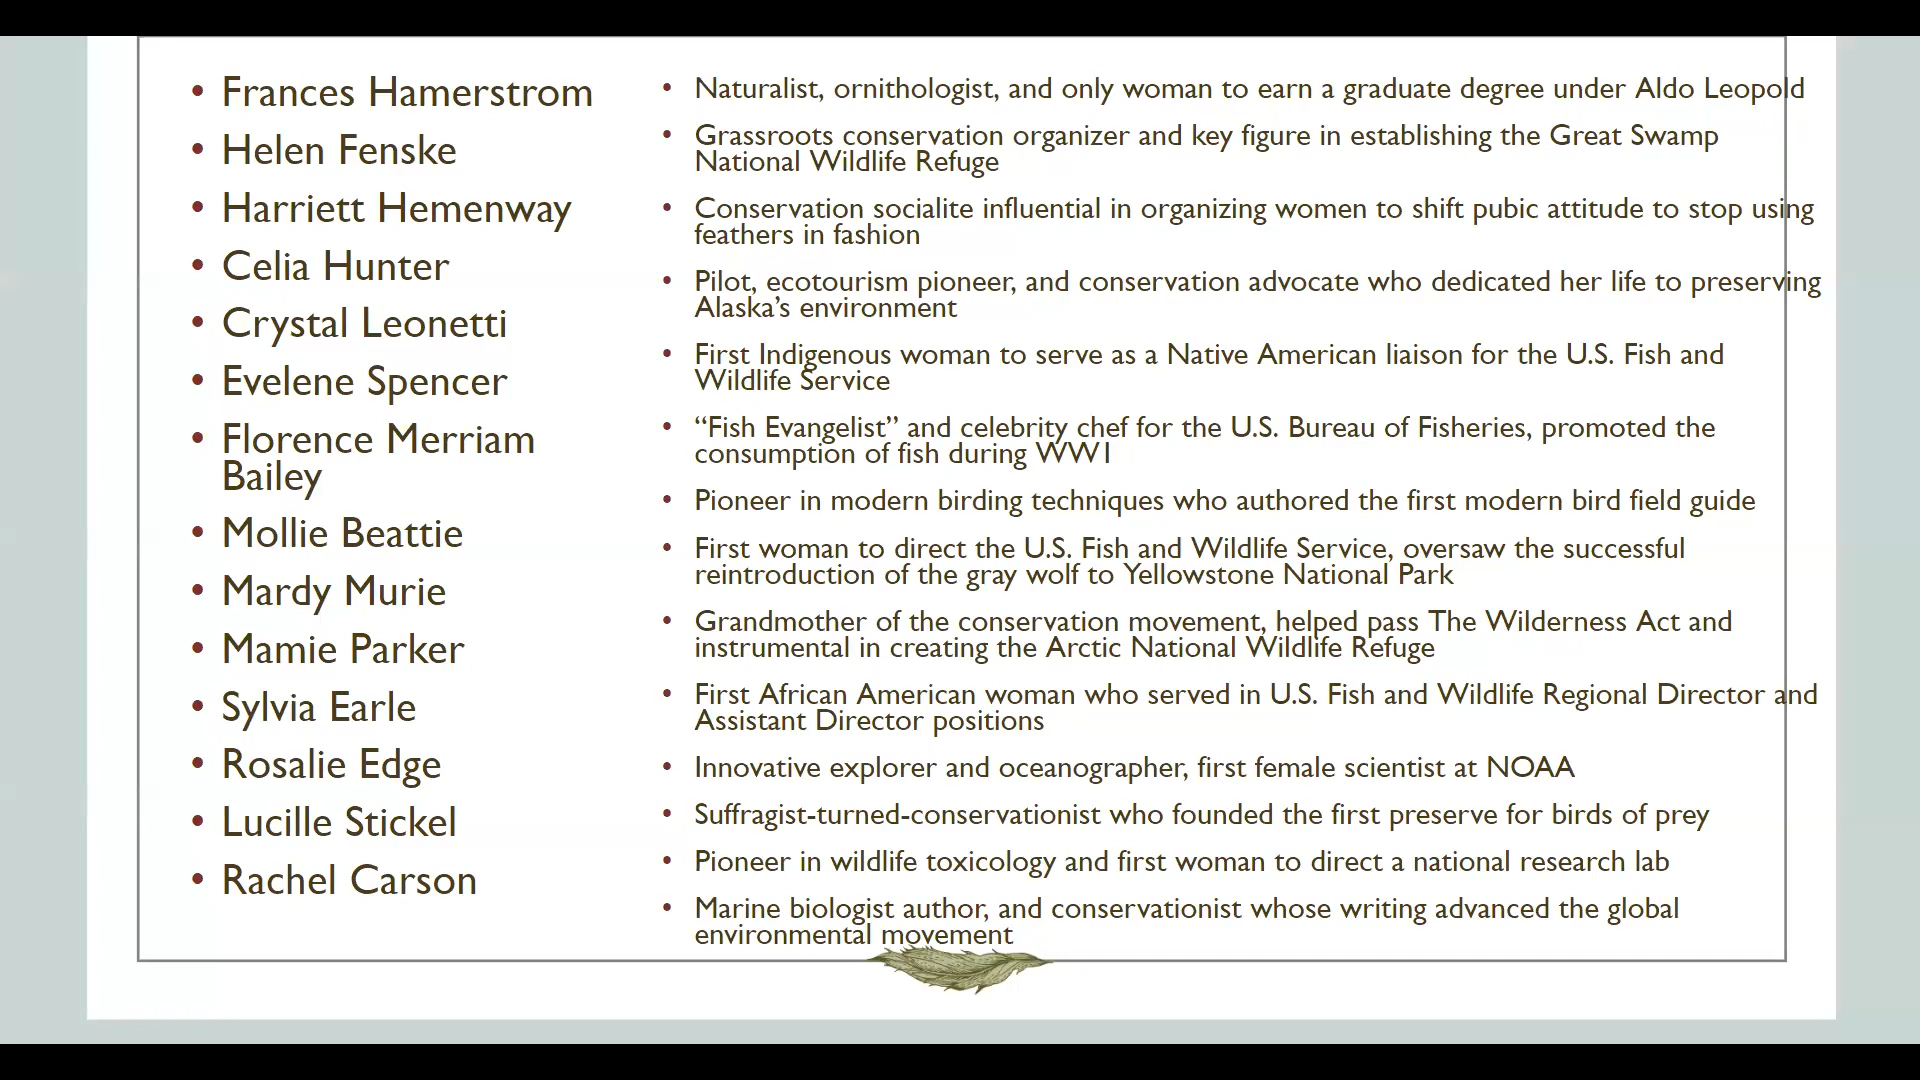 • Frances Hamerstrom
• Helen Fenske
• Harriett Hemenway
• Celia Hunter
• Crystal Leonetti
• Evelene Spencer
• Florence Merriam
Bailey
• Mollie Beattie
• Mardy Murie
• Mamie Parker
• Sylvia Earle
• Rosalie Edge
• Lucille Stickel
• Rachel Carson
• Naturalist, ornithologist, and only woman to earn a graduate degree under Aldo Leopold
• Grassroots conservation organizer and key figure in establishing the Great Swamp
National Wildlife Refuge
• Conservation socialite influential in organizing women to shift pubic attitude to stop using
feathers in fashion
• Pilot, ecotourism pioneer, and conservation advocate who dedicated her life to preserving
Alaska’s environment
• First Indigenous woman to serve as a Native American liaison for the U.S. Fish and
Wildlife Service
• “Fish Evangelist” and celebrity chef for the U.S. Bureau of Fisheries, promoted the
consumption of fish during WW1
• Pioneer in modern birding techniques who authored the first modern bird field guide
• First woman to direct the U.S. Fish and Wildlife Service, oversaw the successful
reintroduction of the gray wolf to Yellowstone National Park
• Grandmother of the conservation movement, helped pass The Wilderness Act and
instrumental in creating the Arctic National Wildlife Refuge
• First African American woman who served in U.S. Fish and Wildlife Regional Director and
Assistant Director positions
• Innovative explorer and oceanographer, first female scientist at NOAA
• Suffragist-turned-conservationist who founded the first preserve for birds of prey
• Pioneer in wildlife toxicology and first woman to direct a national research lab
• Marine biologist author, and conservationist whose writing advanced the global
environmental movement